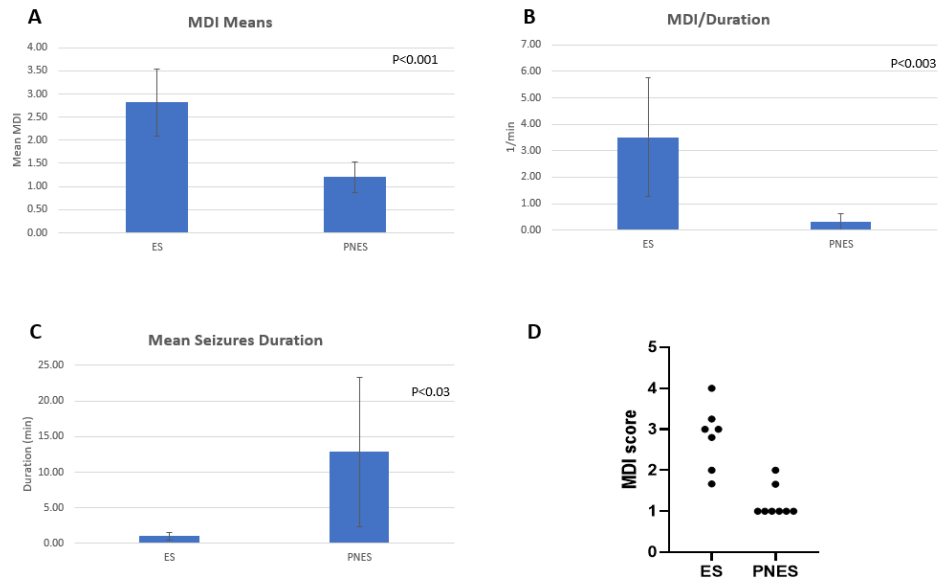 A
MDI Means
P<0.001
4.00
3.50
3.00
2.50
2.00
1.50
1.00
0.50
0.00
Mean MDI
ES
PNES
B
MDI/Duration
P<0.003
7.00
6.00
5.00
4.00
3.00
2.00
1.00
0.00
1/min
ES
PNES
C
Mean Seizures Duration
P<0.03
25.00
20.00
15.00
10.00
5.00
0.00
Duration (min)
ES
PNES
D
5
4
3
2
1
0
MDI score
ES
PNES